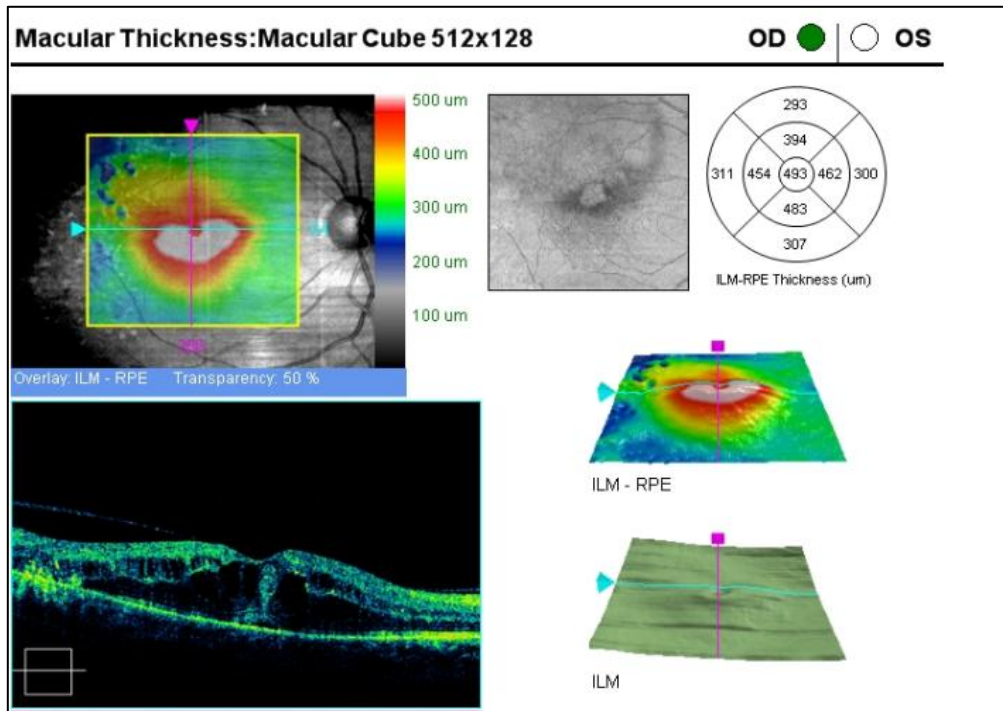 Macular Thickness:Macular Cube 512x128
OD OS
500 um
400 um
300 um
200 um
100 um
Overlay: ILM - RPE Transparency: 50 %
293
394
311 454 493 462 300
483
307
ILM-RPE Thickness (um)
ILM - RPE
ILM